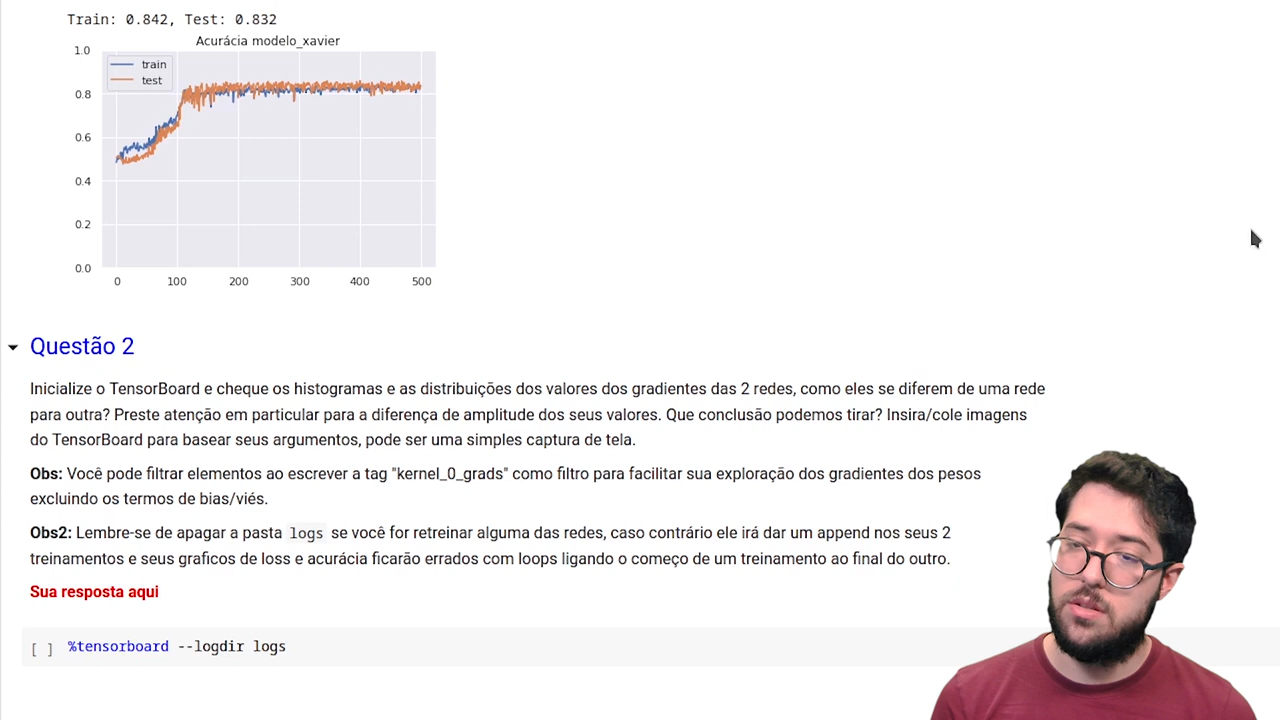 Train: 0.842, Test: 0.832
Acurácia modelo_xavier
1.0
train
test
0.8
0.6
0.4
0.2
0.0
0 100 200 300 400 500
Questão 2
Inicialize o TensorBoard e cheque os histogramas e as distribuições dos valores dos gradientes das 2 redes, como eles se diferem de uma rede
para outra? Preste atenção em particular para a diferença de amplitude dos seus valores. Que conclusão podemos tirar? Insira/cole imagens
do TensorBoard para basear seus argumentos, pode ser uma simples captura de tela.
Obs: Você pode filtrar elementos ao escrever a tag "kernel_0_grads" como filtro para facilitar sua exploração dos gradientes dos pesos
excluindo os termos de bias/viés.
Obs2: Lembre-se de apagar a pasta logs se você for retreinar alguma das redes, caso contrário ele irá dar um append nos seus 2
treinamentos e seus graficos de loss e acurácia ficarão errados com loops ligando o começo de um treinamento ao final do outro.
Sua resposta aqui
[ ] %tensorboard --logdir logs